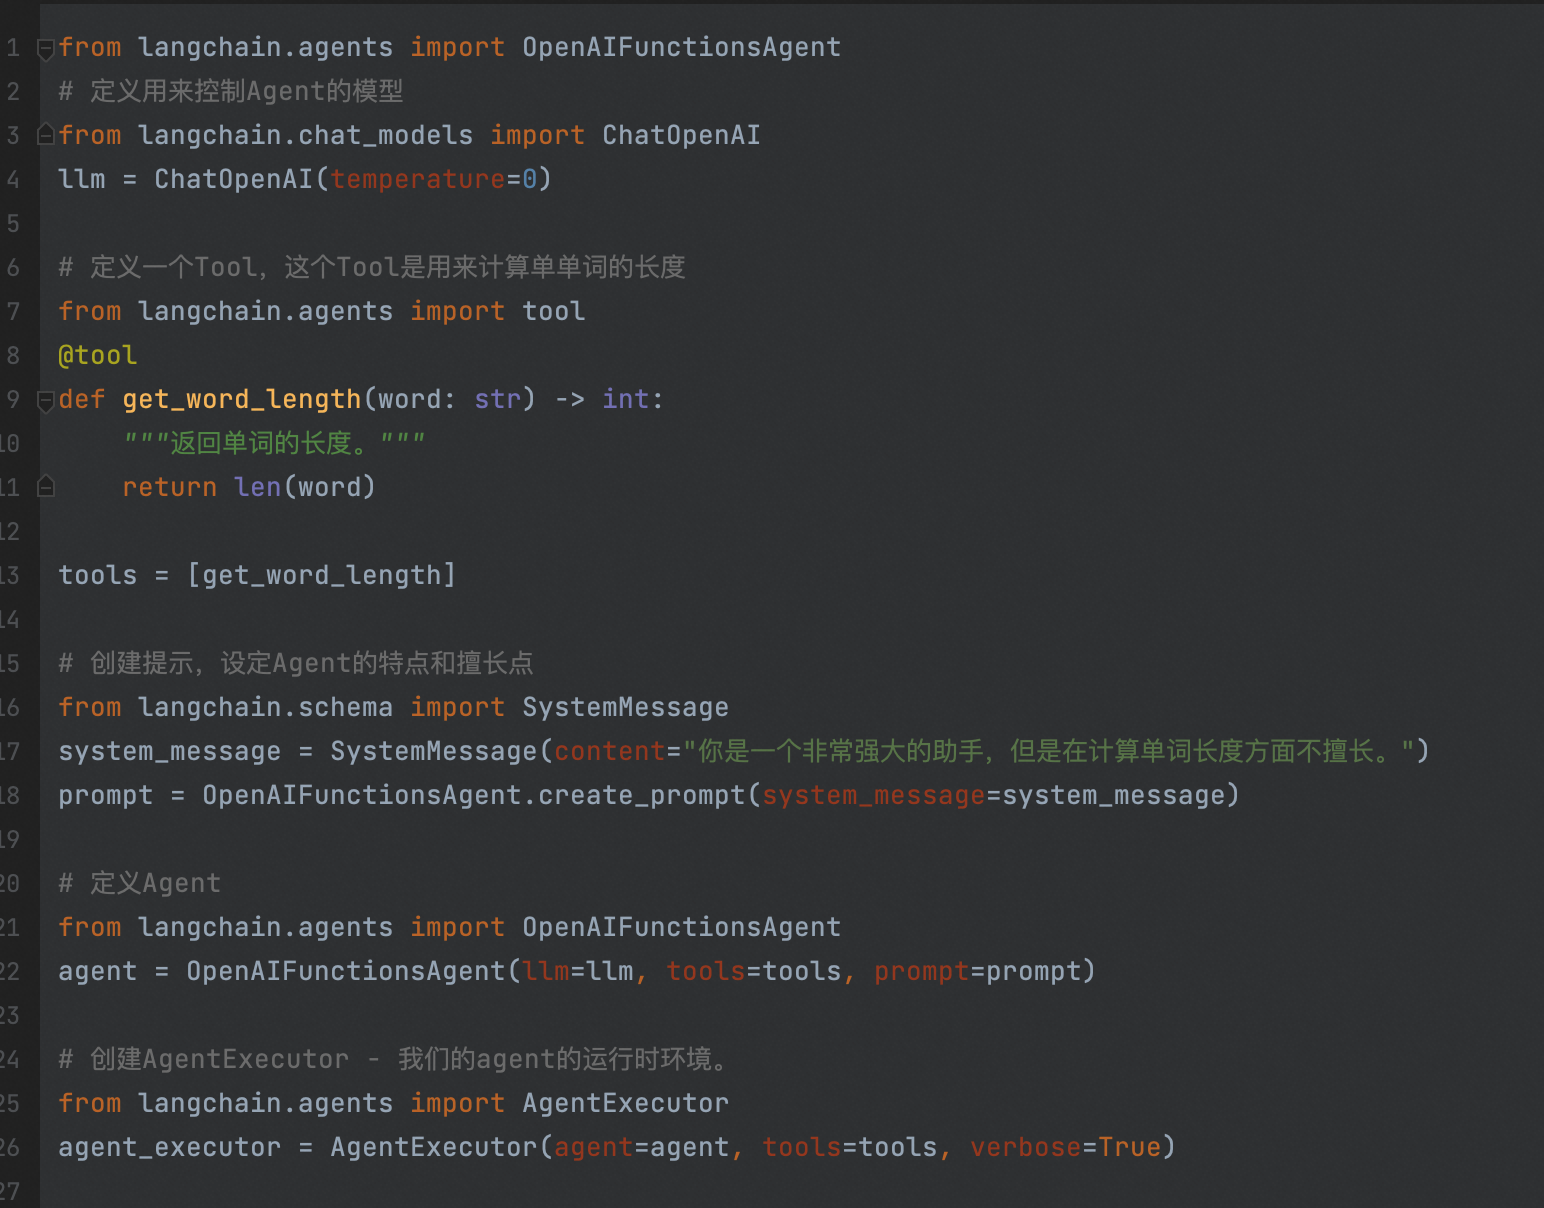 1 from langchain.agents import OpenAIFunctionsAgent
2 # 定义用来控制Agent的模型
3 from langchain.chat_models import ChatOpenAI
4 llm = ChatOpenAI(temperature=0)
5
6 # 定义一个Tool，这个Tool是用来计算单单词的长度
7 from langchain.agents import tool
8 @tool
9 def get_word_length(word: str) -> int:
10     """返回单词的长度。"""
11     return len(word)
12
13 tools = [get_word_length]
14
15 # 创建提示，设定Agent的特点和擅长点
16 from langchain.schema import SystemMessage
17 system_message = SystemMessage(content="你是一个非常强大的助手，但是在计算单词长度方面不擅长。")
18 prompt = OpenAIFunctionsAgent.create_prompt(system_message=system_message)
19
20 # 定义Agent
21 from langchain.agents import OpenAIFunctionsAgent
22 agent = OpenAIFunctionsAgent(llm=llm, tools=tools, prompt=prompt)
23
24 # 创建AgentExecutor - 我们的agent的运行时环境。
25 from langchain.agents import AgentExecutor
26 agent_executor = AgentExecutor(agent=agent, tools=tools, verbose=True)
27